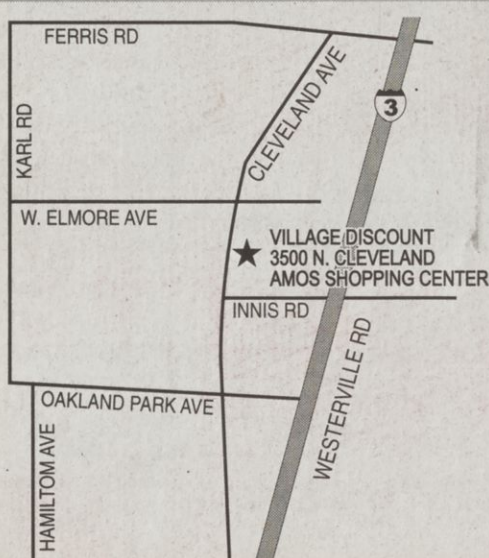 FERRIS RD
KARL RD
CLEVELAND AVE
3
W. ELMORE AVE
VILLAGE DISCOUNT
3500 N. CLEVELAND
AMOS SHOPPING CENTER
INNIS RD
WESTERVILLE RD
OAKLAND PARK AVE
HAMILTOM AVE